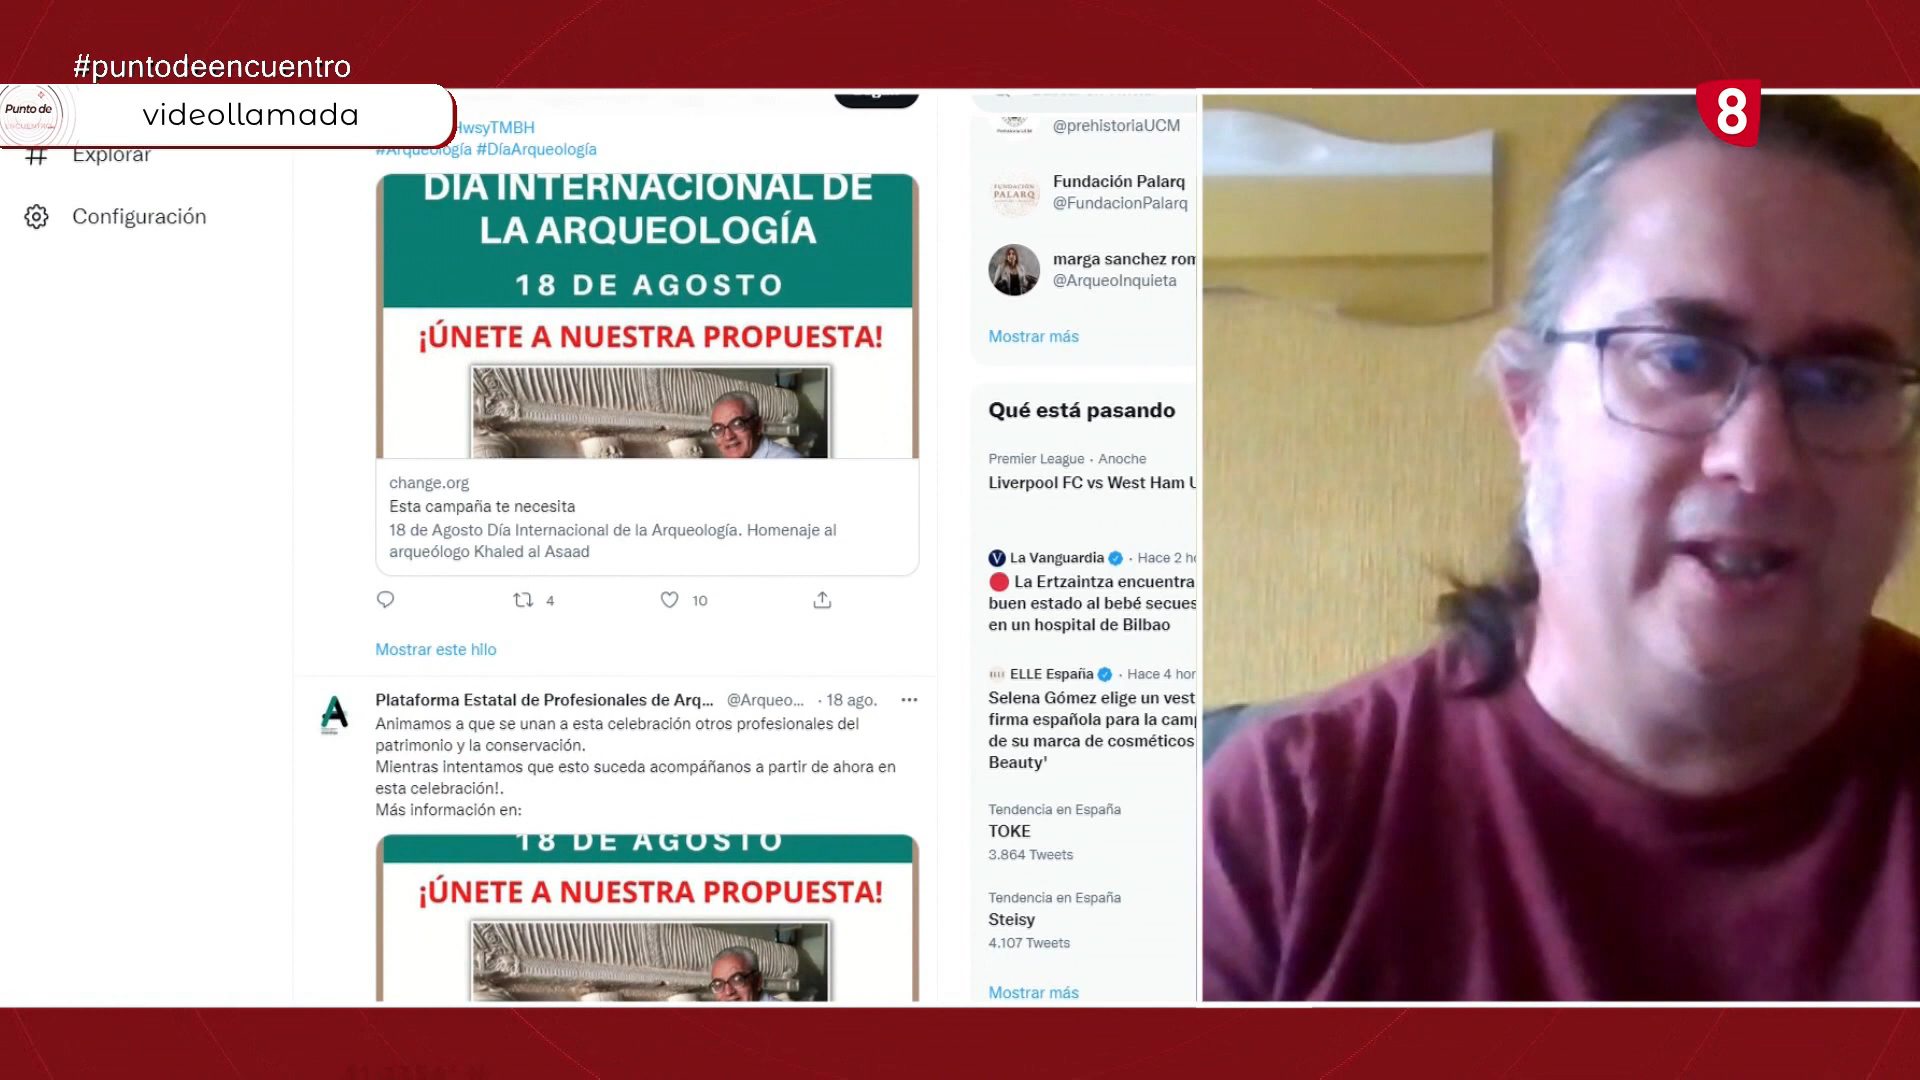 #puntodeencuentro
Punto de
ENCUENTRO
videollamada
8
Explorar
Configuración
#Arqueología #DíaArqueología
DÍA INTERNACIONAL DE
LA ARQUEOLOGÍA
18 DE AGOSTO
¡ÚNETE A NUESTRA PROPUESTA!
change.org
Esta campaña te necesita
18 de Agosto Día Internacional de la Arqueología. Homenaje al
arqueólogo Khaled al Asaad
4
10
Mostrar este hilo
Plataforma Estatal de Profesionales de Arq... @Arqueo... · 18 ago.
Animamos a que se unan a esta celebración otros profesionales del
patrimonio y la conservación.
Mientras intentamos que esto suceda acompáñanos a partir de ahora en
esta celebración!.
Más información en:
18 DE AGOSTO
¡ÚNETE A NUESTRA PROPUESTA!
@prehistoriaUCM
FUNDACIÓN
PALARQ
Fundación Palarq
@FundacionPalarq
marga sanchez rom
@ArqueoInquieta
Mostrar más
Qué está pasando
Premier League · Anoche
Liverpool FC vs West Ham U
La Vanguardia · Hace 2 ho
La Ertzaintza encuentra
buen estado al bebé secues
en un hospital de Bilbao
ELLE España · Hace 4 hor
Selena Gómez elige un vest
firma española para la camp
de su marca de cosméticos
Beauty'
Tendencia en España
TOKE
3.864 Tweets
Tendencia en España
Steisy
4.107 Tweets
Mostrar más